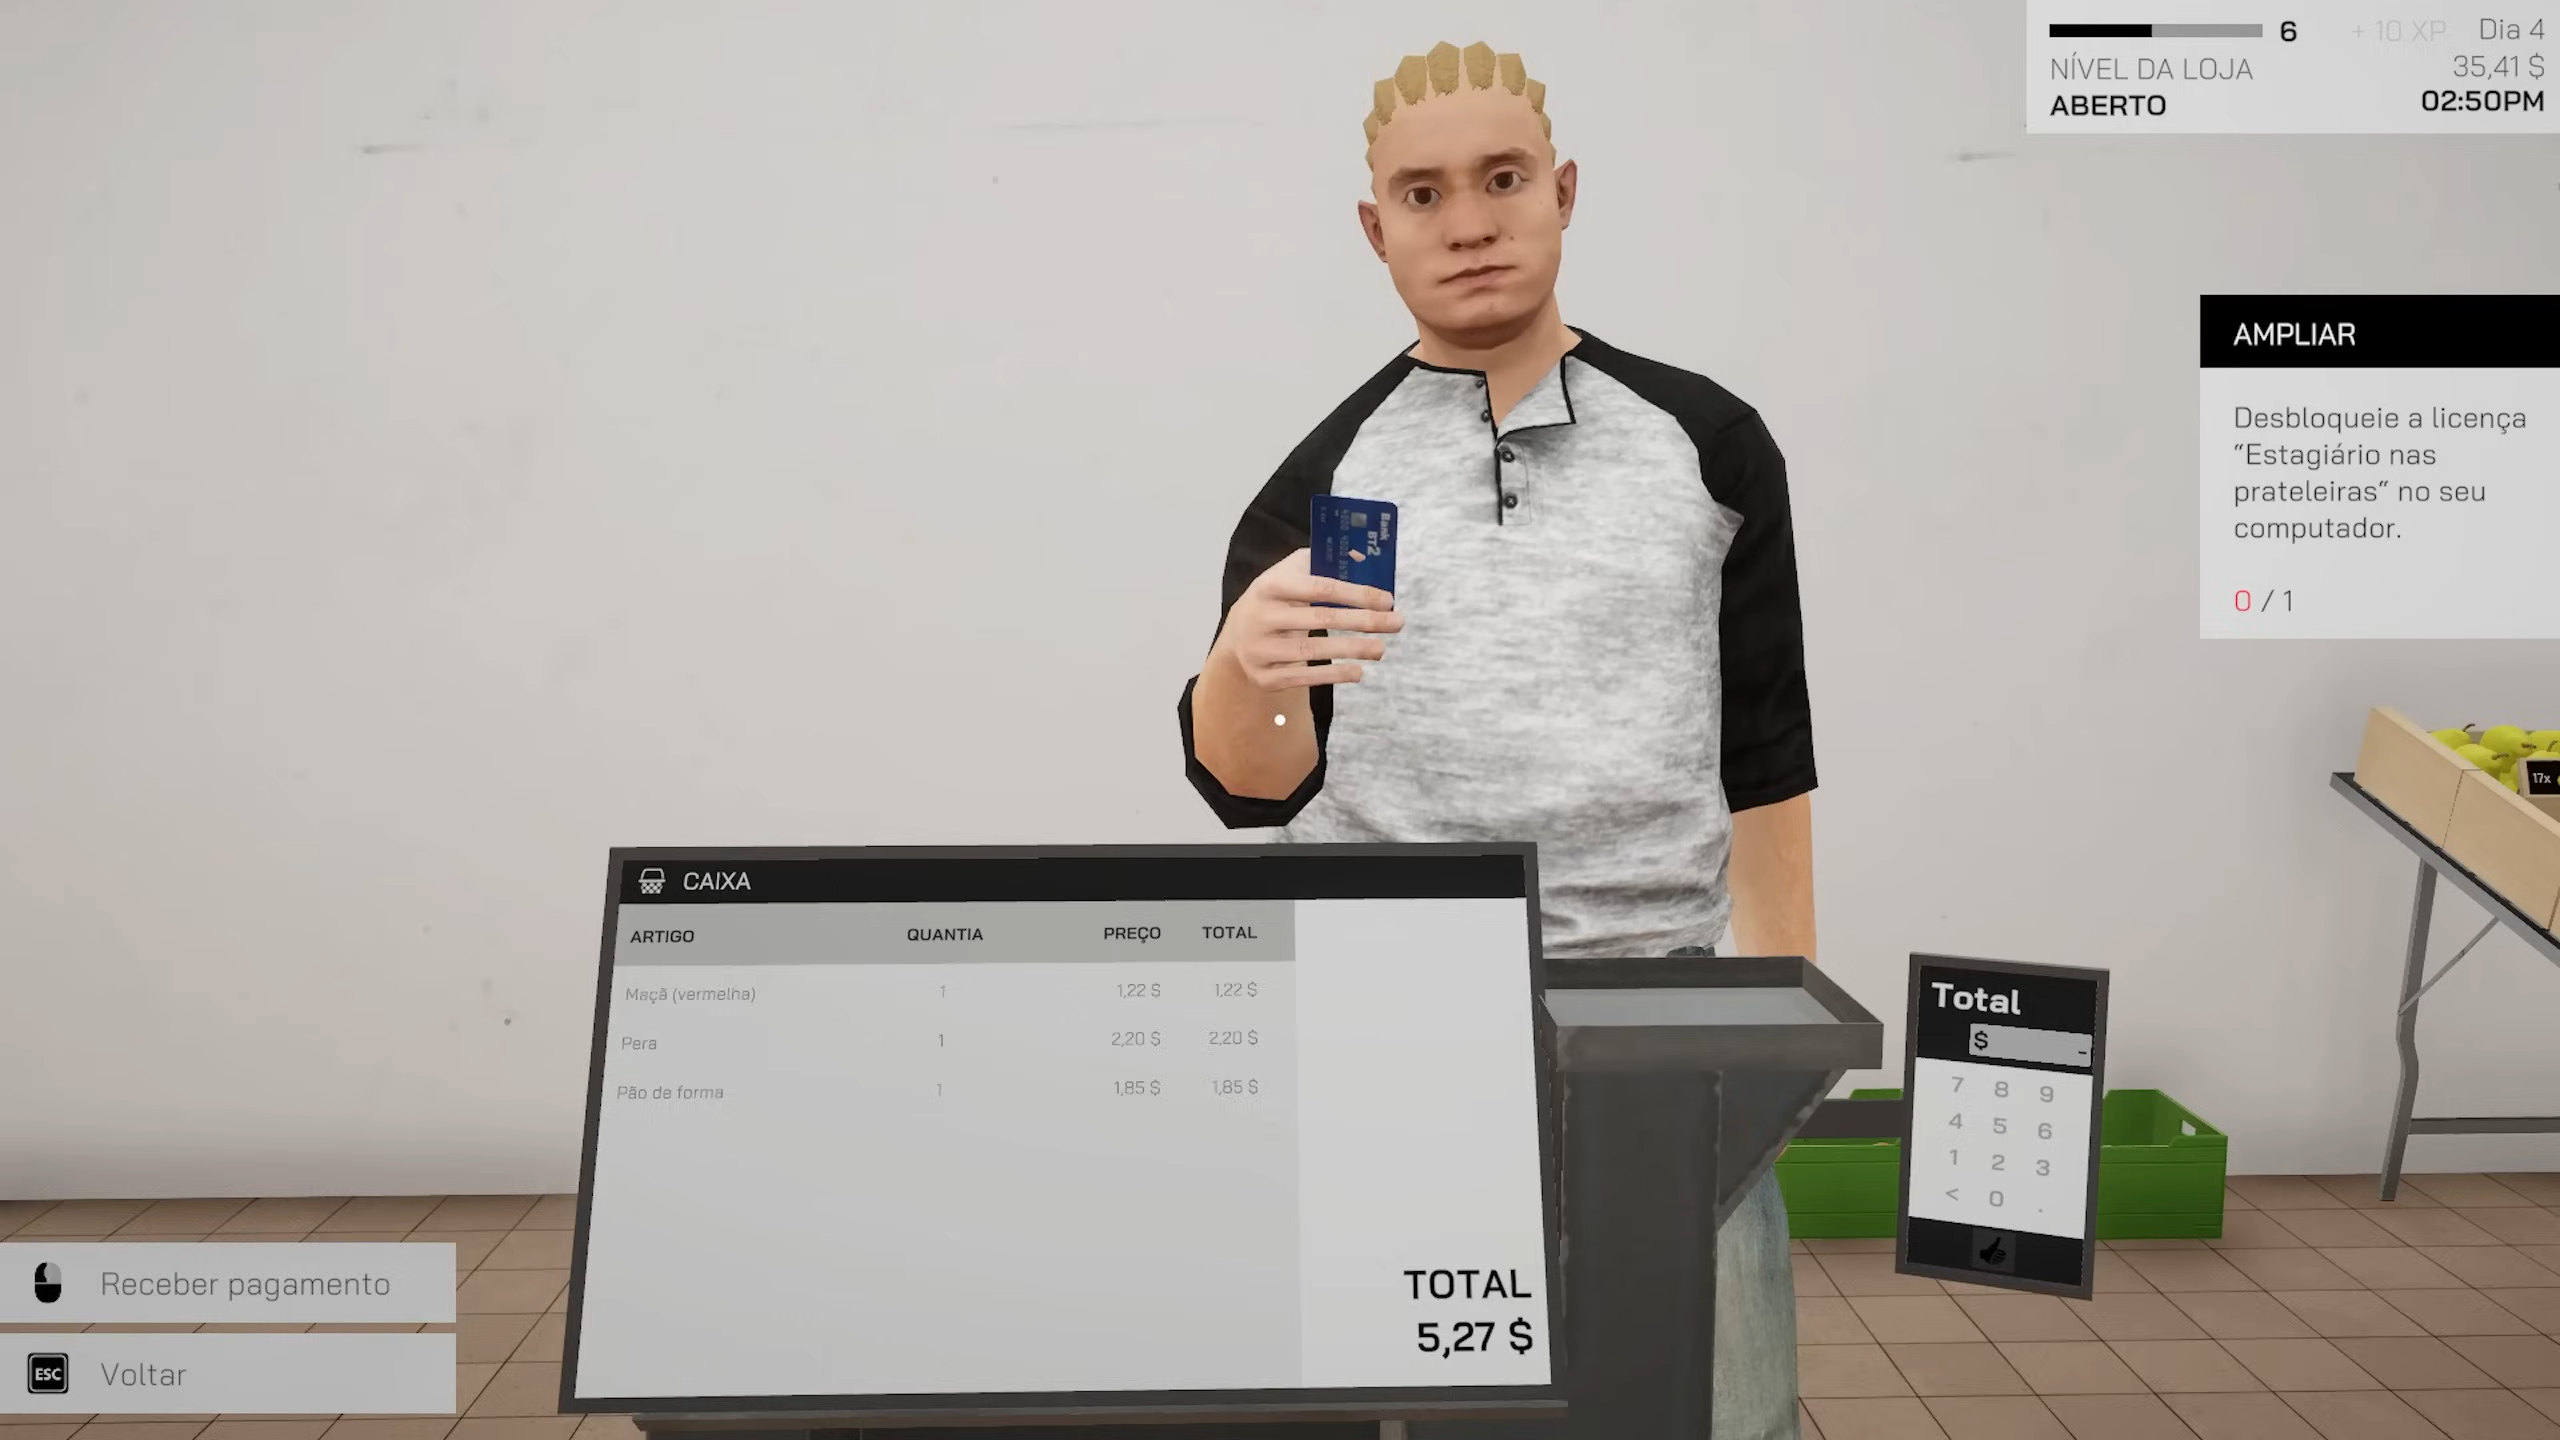 6 + 10 XP Dia 4
NÍVEL DA LOJA 35,41 $
ABERTO 02:50PM
AMPLIAR
Desbloqueie a licença
“Estagiário nas
prateleiras“ no seu
computador.
0 / 1
Bank
BT2
17x
CAIXA
ARTIGO QUANTIA PREÇO TOTAL
Maçã (vermelha) 1 1,22 $ 1,22 $
Pera 1 2,20 $ 2,20 $
Pão de forma 1 1,85 $ 1,85 $
TOTAL
5,27 $
Total
$ -
7 8 9
4 5 6
1 2 3
< 0 .
Receber pagamento
ESC Voltar